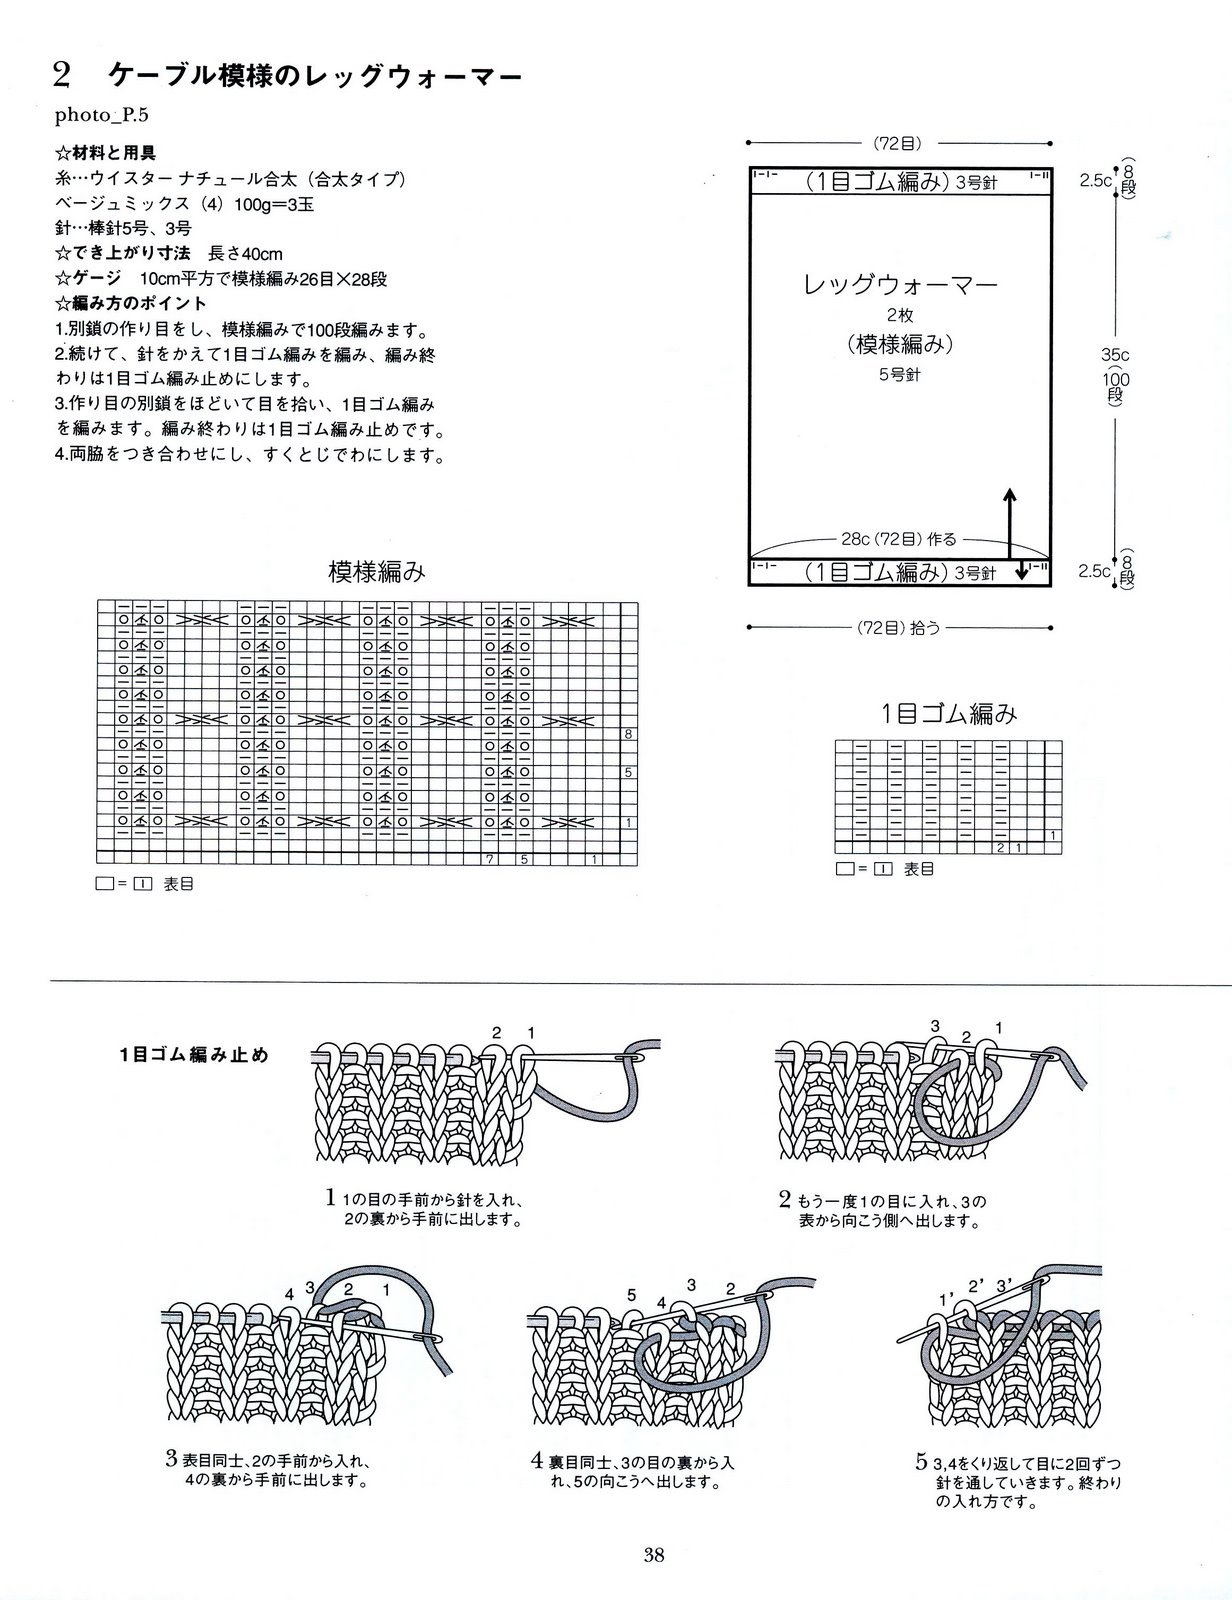 2 ケーブル模様のレッグウォーマー
photo_P.5
☆材料と用具
糸…ウイスター ナチュール合太（合太タイプ）
ベージュミックス（4）100g＝3玉
針…棒針5号、3号
☆でき上がり寸法　長さ40cm
☆ゲージ　10cm平方で模様編み26目×28段
☆編み方のポイント
1.別鎖の作り目をし、模様編みで100段編みます。
2.続けて、針をかえて1目ゴム編みを編み、編み終
わりは1目ゴム編み止めにします。
3.作り目の別鎖をほどいて目を拾い、1目ゴム編み
を編みます。編み終わりは1目ゴム編み止めです。
4.両脇をつき合わせにし、すくとじでわにします。
(72目)
(1目ゴム編み) 3号針
2.5c (8段)
レッグウォーマー
2枚
(模様編み)
5号針
35c
(100段)
28c (72目) 作る
(1目ゴム編み) 3号針
2.5c (8段)
(72目) 拾う
模様編み
8
5
1
7 5 1
□=｜ 表目
1目ゴム編み
1
2 1
□=｜ 表目
1目ゴム編み止め
2 1
1 1の目の手前から針を入れ、
2の裏から手前に出します。
3 2 1
2 もう一度1の目に入れ、3の
表から向こう側へ出します。
4 3 2 1
3 表目同士、2の手前から入れ、
4の裏から手前に出します。
5 4 3 2
4 裏目同士、3の目の裏から入
れ、5の向こうへ出します。
1' 2' 3'
5 3,4をくり返して目に2回ずつ
針を通していきます。終わり
の入れ方です。
38